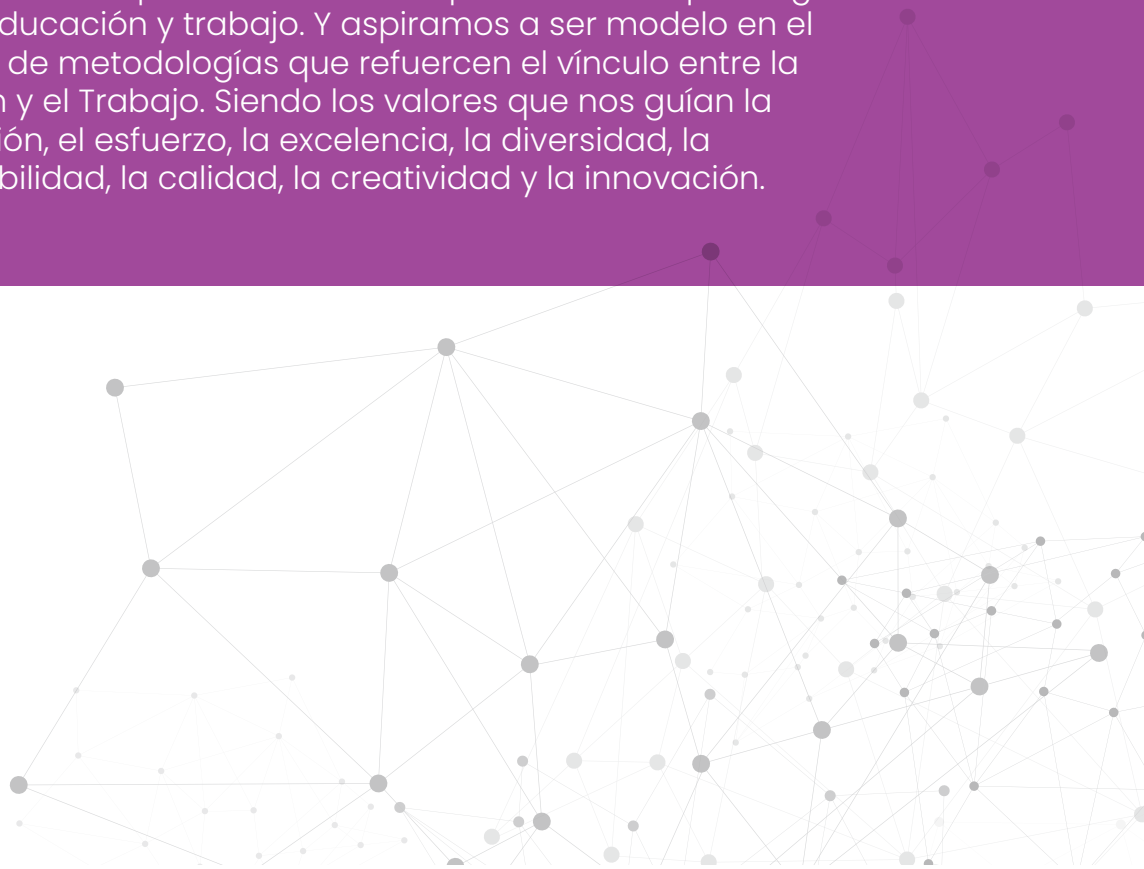 ducación y trabajo. Y aspiramos a ser modelo en el
de metodologías que refuercen el vínculo entre la
n y el Trabajo. Siendo los valores que nos guían la
ión, el esfuerzo, la excelencia, la diversidad, la
bilidad, la calidad, la creatividad y la innovación.